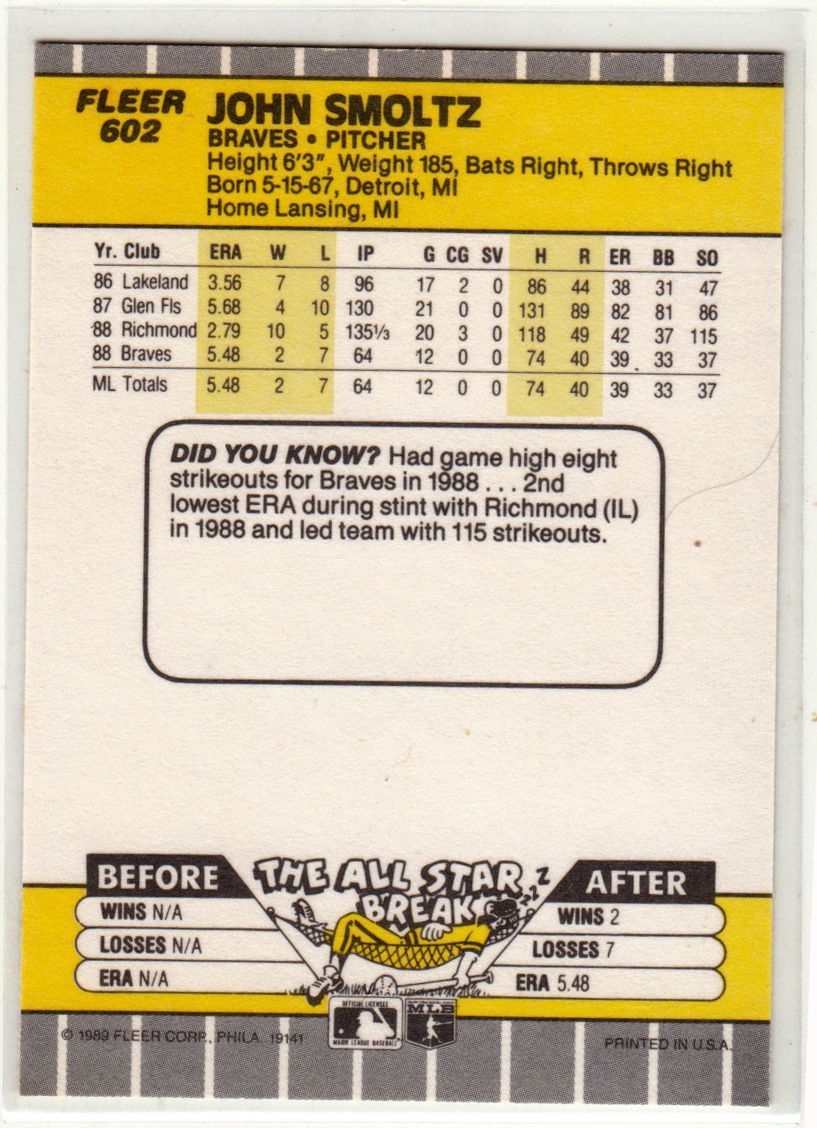 FLEER
602
JOHN SMOLTZ
BRAVES • PITCHER
Height 6'3", Weight 185, Bats Right, Throws Right
Born 5-15-67, Detroit, MI
Home Lansing, MI
Yr. Club ERA W L IP G CG SV H R ER BB SO
86 Lakeland 3.56 7 8 96 17 2 0 86 44 38 31 47
87 Glen Fls 5.68 4 10 130 21 0 0 131 89 82 81 86
88 Richmond 2.79 10 5 135⅓ 20 3 0 118 49 42 37 115
88 Braves 5.48 2 7 64 12 0 0 74 40 39 33 37
ML Totals 5.48 2 7 64 12 0 0 74 40 39 33 37
DID YOU KNOW? Had game high eight
strikeouts for Braves in 1988 . . . 2nd
lowest ERA during stint with Richmond (IL)
in 1988 and led team with 115 strikeouts.
THE ALL STAR
BREAK
ZZZ
BEFORE
WINS N/A
LOSSES N/A
ERA N/A
AFTER
WINS 2
LOSSES 7
ERA 5.48
OFFICIAL LICENSEE
MAJOR LEAGUE BASEBALL
MLB
© 1989 FLEER CORP., PHILA. 19141
PRINTED IN U.S.A.